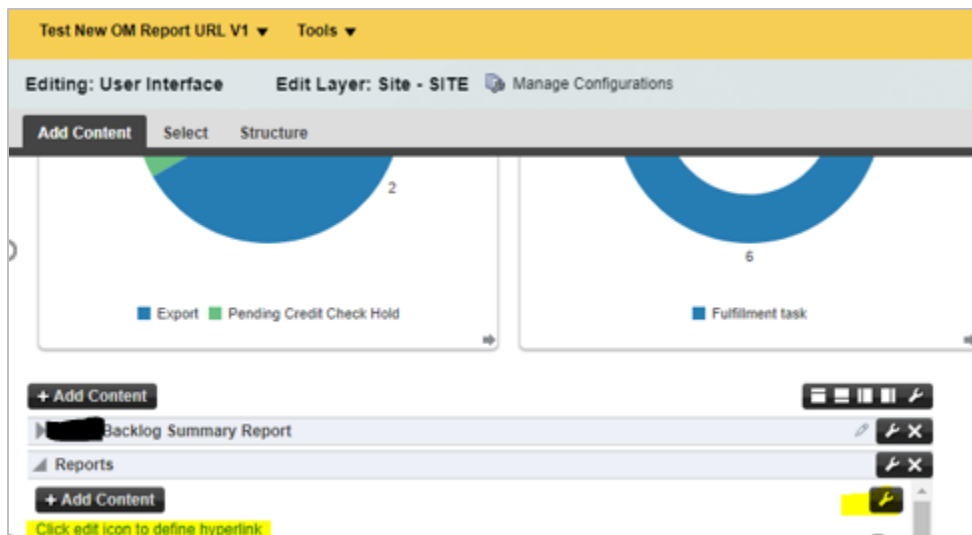 Test New OM Report URL V1 Tools
Editing: User Interface Edit Layer: Site - SITE Manage Configurations
Add Content Select Structure
2
6
Export Pending Credit Check Hold
Fulfillment task
+ Add Content
Backlog Summary Report
Reports
+ Add Content
Click edit icon to define hyperlink